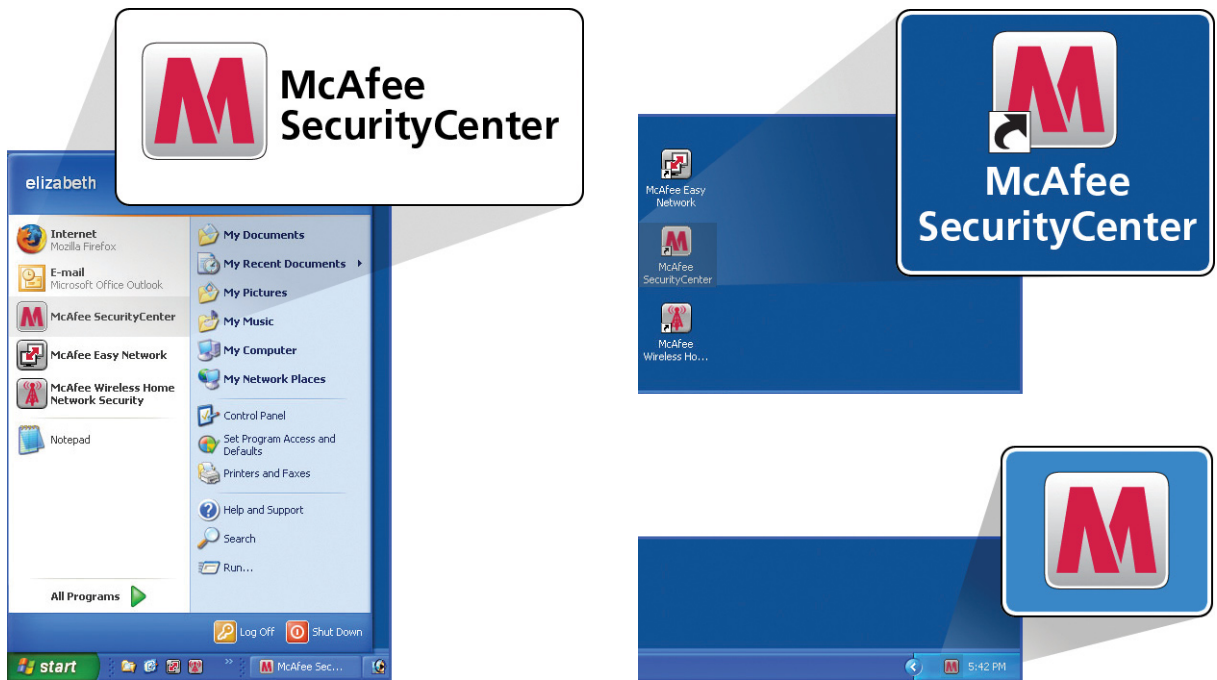 McAfee
SecurityCenter
elizabeth
Internet
Mozilla Firefox
E-mail
Microsoft Office Outlook
McAfee SecurityCenter
McAfee Easy Network
McAfee Wireless Home
Network Security
Notepad
All Programs
My Documents
My Recent Documents
My Pictures
My Music
My Computer
My Network Places
Control Panel
Set Program Access and
Defaults
Printers and Faxes
Help and Support
Search
Run...
Log Off
Shut Down
start
McAfee Sec...
McAfee
SecurityCenter
McAfee Easy
Network
McAfee
SecurityCenter
McAfee
Wireless Ho...
5:42 PM